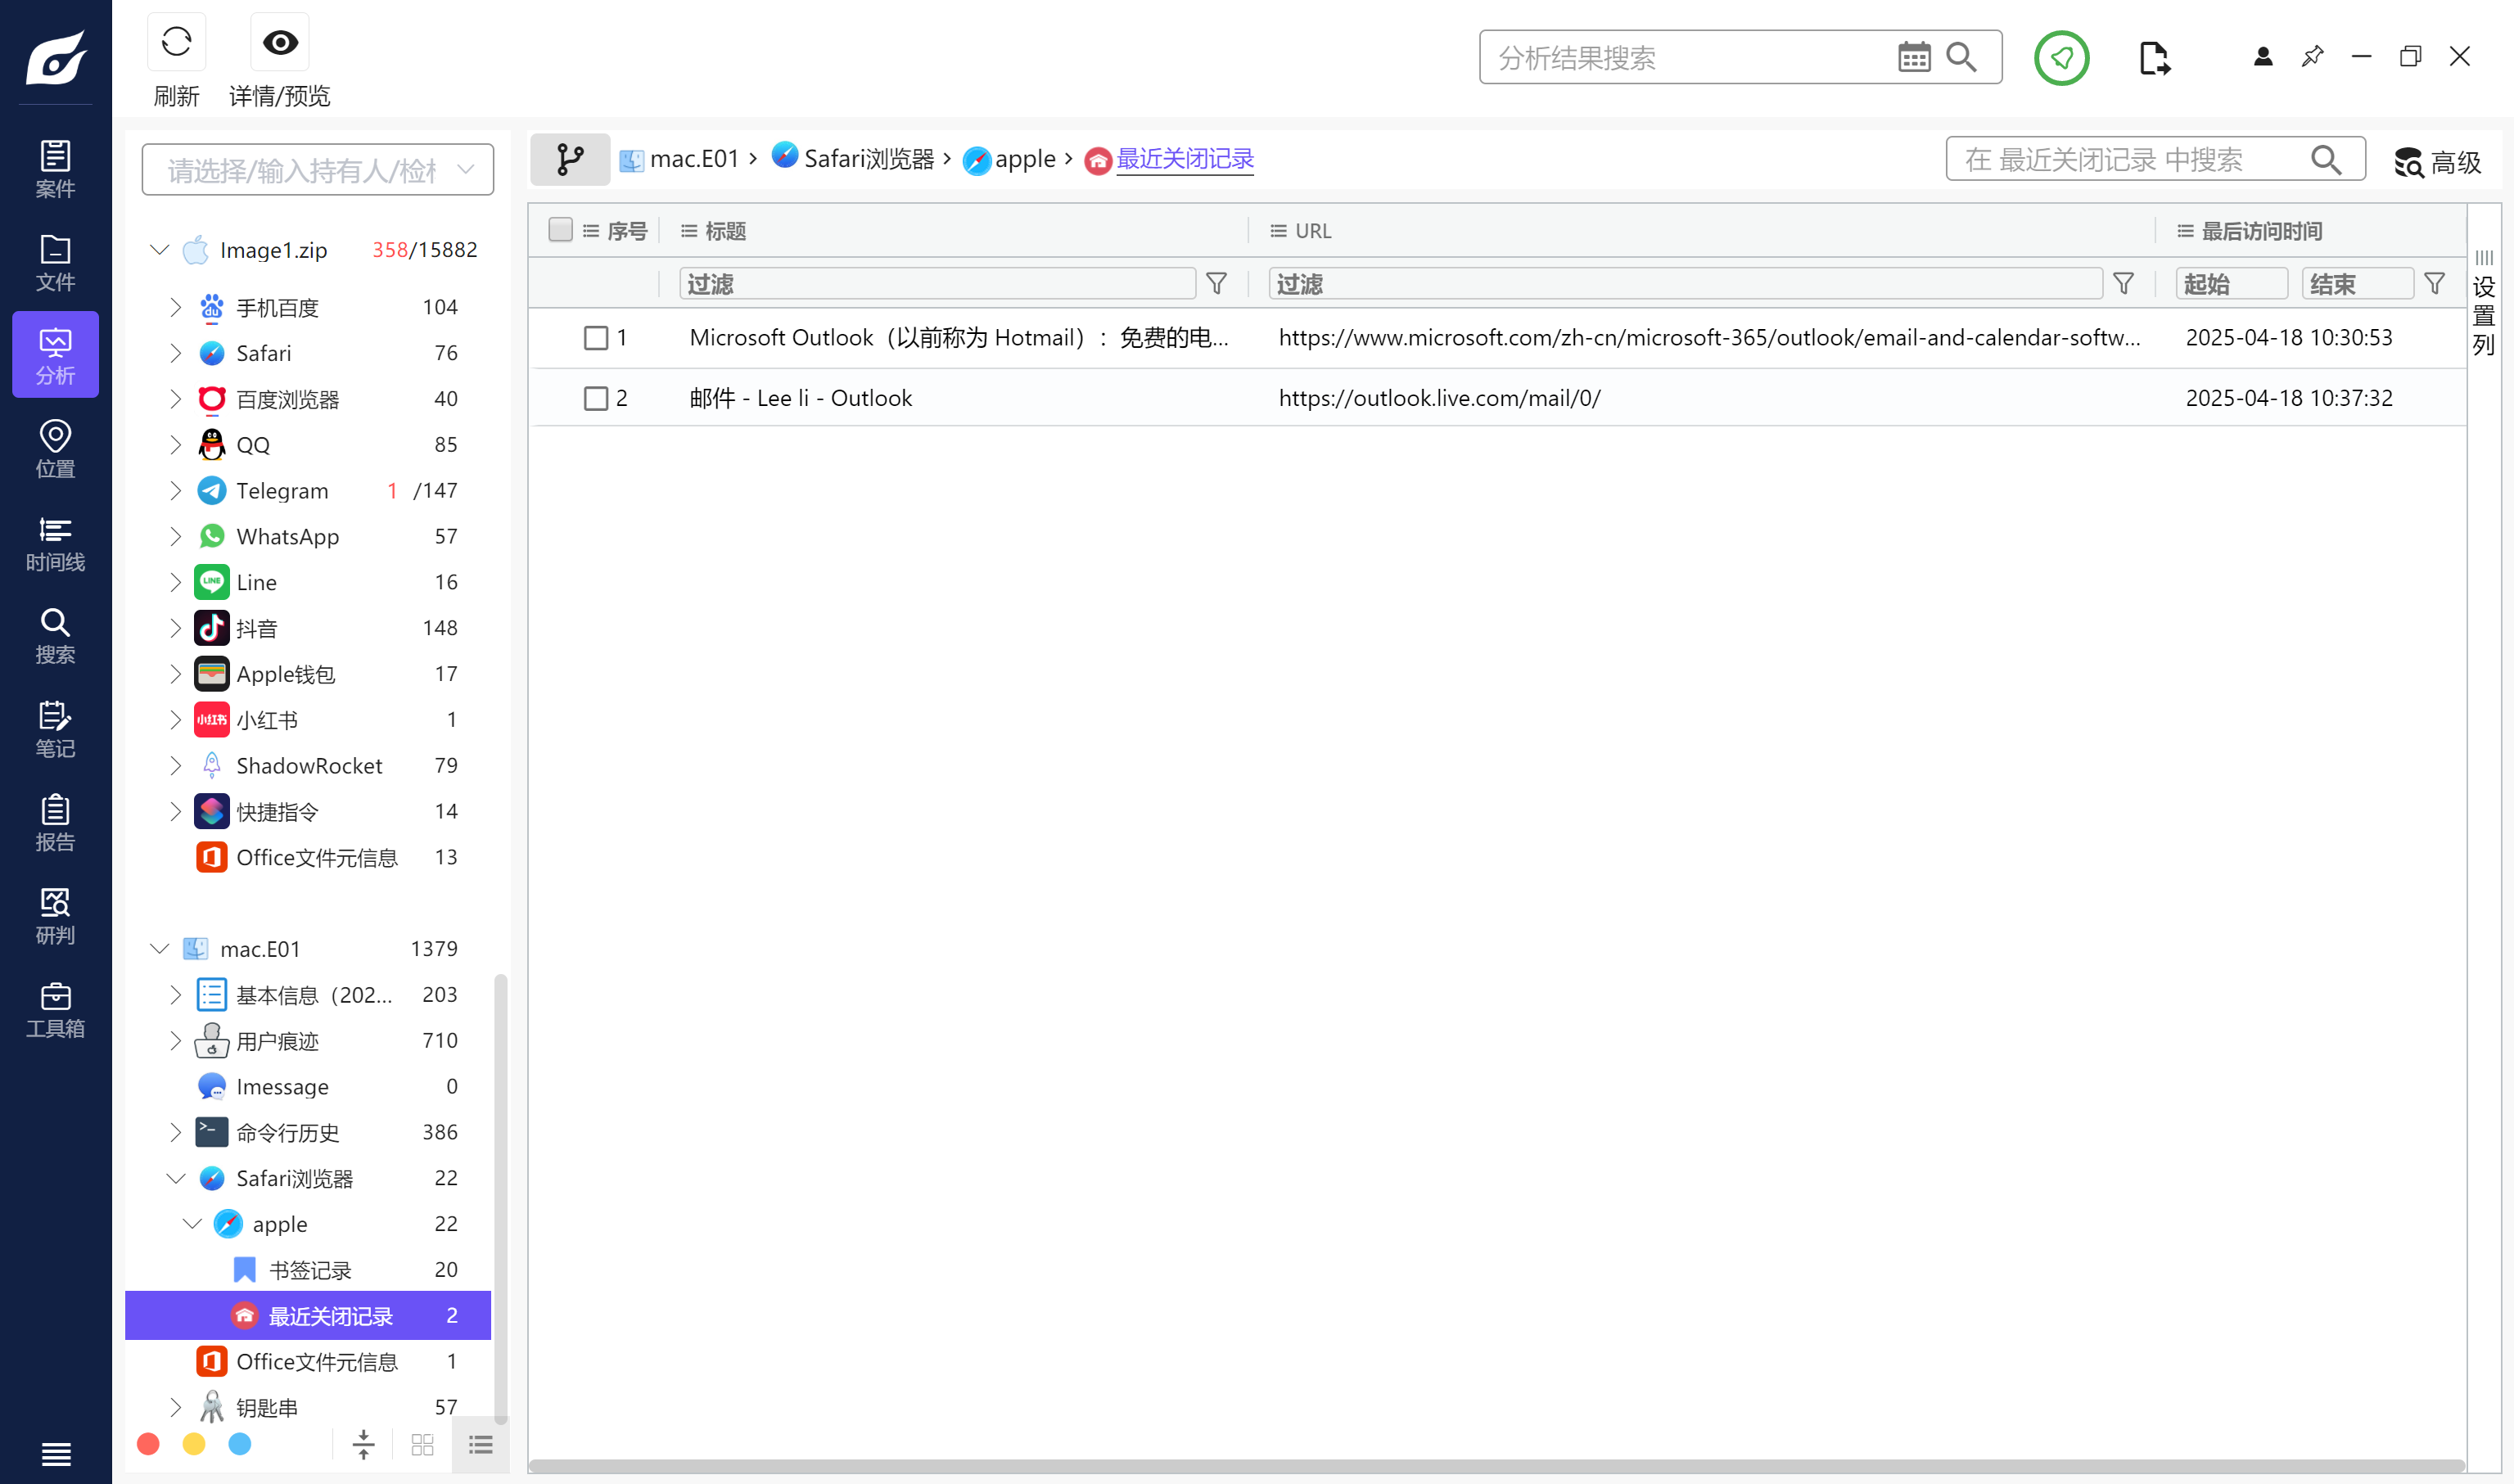 刷新
详情/预览
分析结果搜索
案件
文件
分析
位置
时间线
搜索
笔记
报告
研判
工具箱
请选择/输入持有人/检材
Image1.zip 358/15882
手机百度 104
Safari 76
百度浏览器 40
QQ 85
Telegram 1 /147
WhatsApp 57
LINE
Line 16
抖音 148
Apple钱包 17
小红书
小红书 1
ShadowRocket 79
快捷指令 14
Office文件元信息 13
mac.E01 1379
基本信息（202... 203
用户痕迹 710
Imessage 0
命令行历史 386
Safari浏览器 22
apple 22
书签记录 20
最近关闭记录 2
Office文件元信息 1
钥匙串 57
mac.E01 › Safari浏览器 › apple › 最近关闭记录
在 最近关闭记录 中搜索
高级
序号 标题 URL 最后访问时间
过滤 过滤 起始 结束
1 Microsoft Outlook（以前称为 Hotmail）：免费的电... https://www.microsoft.com/zh-cn/microsoft-365/outlook/email-and-calendar-softw... 2025-04-18 10:30:53
2 邮件 - Lee li - Outlook https://outlook.live.com/mail/0/ 2025-04-18 10:37:32
设置列